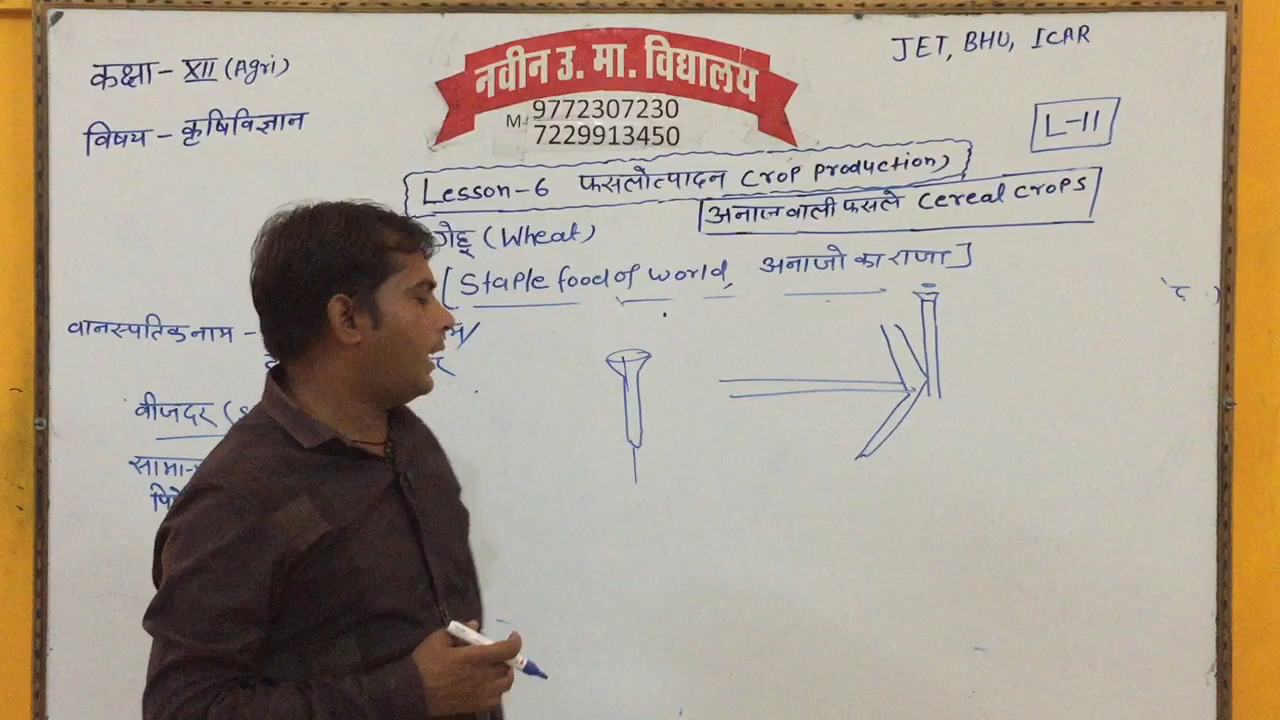 कक्षा - XII (Agri)
विषय - कृषिविज्ञान
नवीन उ. मा. विद्यालय
M. 9772307230
7229913450
JET, BHU, ICAR
L-11
Lesson-6 फसलोत्पादन Crop Production)
अनाज वाली फसले Cereal Crops
गेहू (Wheat)
[Staple food of world, अनाजो का राजा]
वानस्पतिक नाम -
बीजदर (